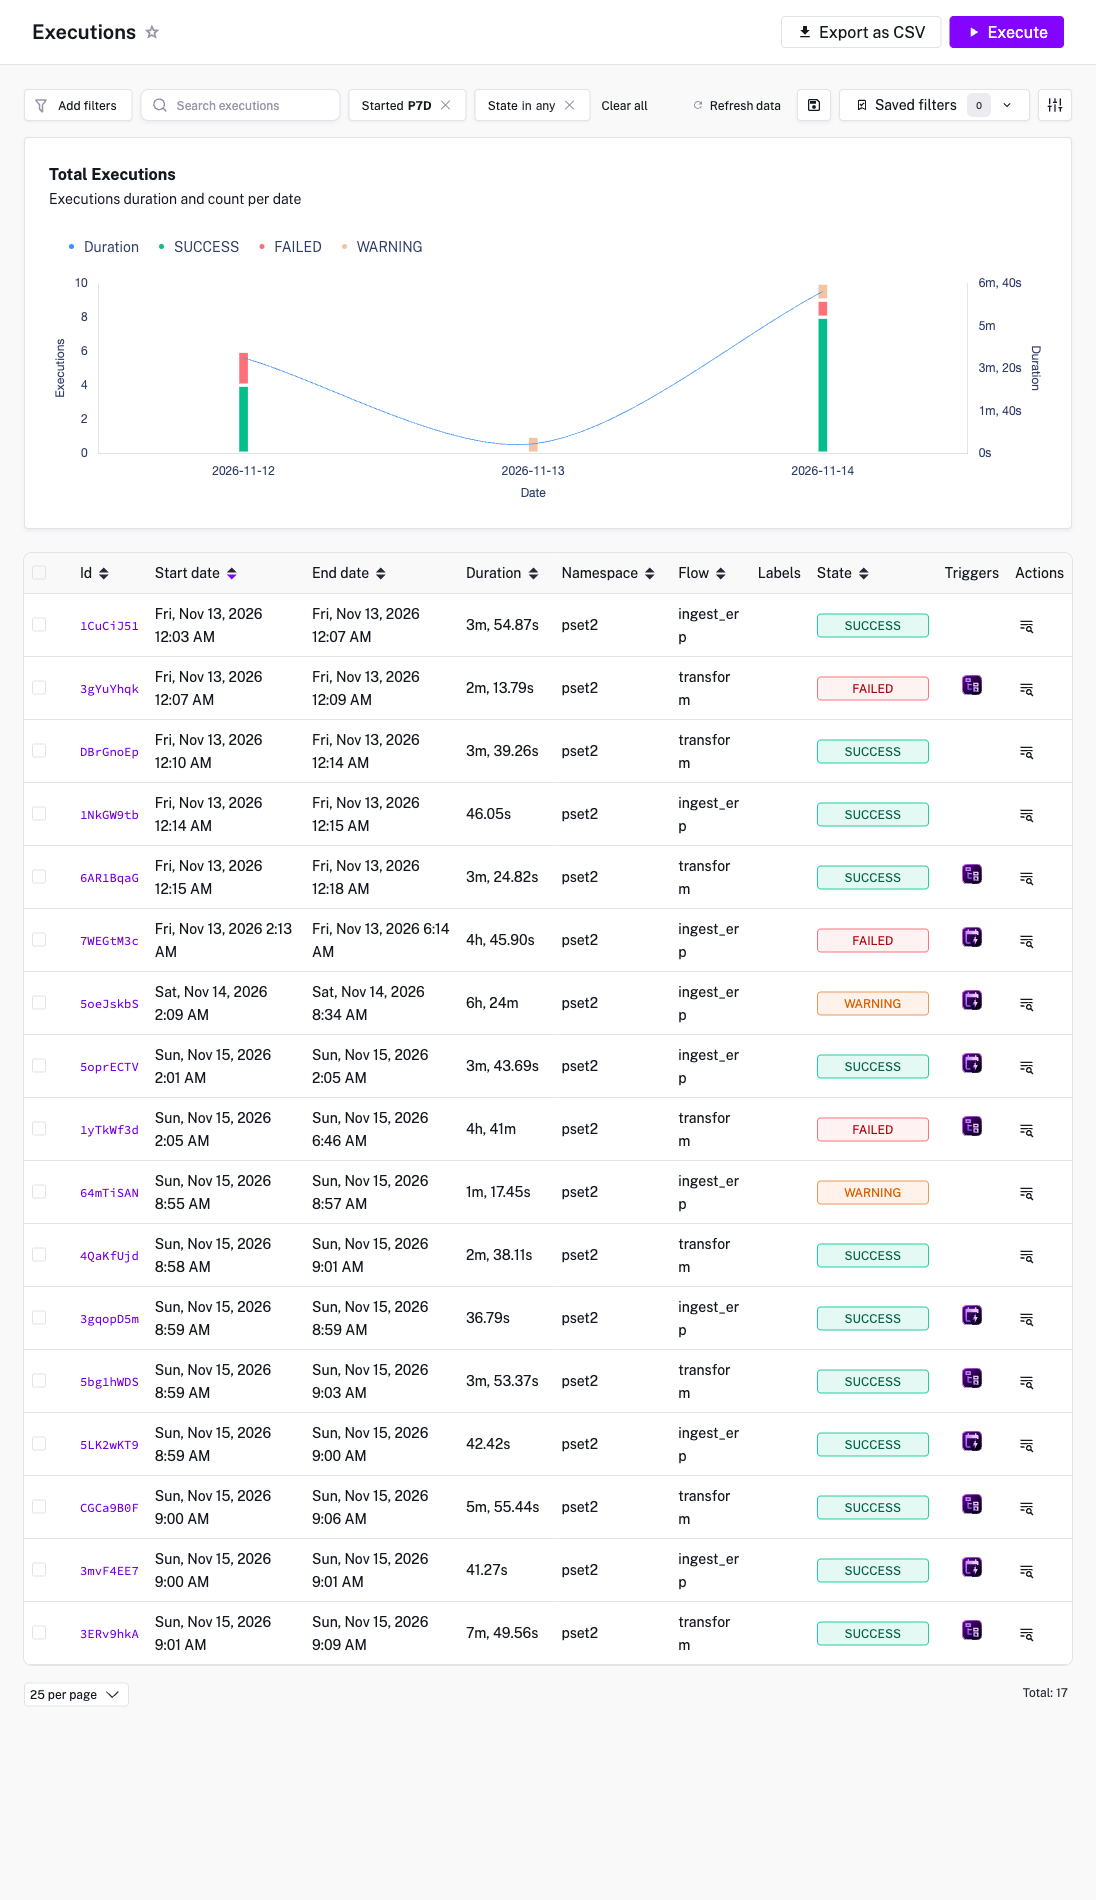 Executions
Export as CSV
Execute
Add filters
Search executions
Started P7D
State in any
Clear all
Refresh data
Saved filters 0
Total Executions
Executions duration and count per date
Duration SUCCESS FAILED WARNING
10
8
6
4
2
0
Executions
6m, 40s
5m
3m, 20s
1m, 40s
0s
Duration
2026-11-12 2026-11-13 2026-11-14
Date
Id Start date End date Duration Namespace Flow Labels State Triggers Actions
1CuCiJ51 Fri, Nov 13, 2026 12:03 AM Fri, Nov 13, 2026 12:07 AM 3m, 54.87s pset2 ingest_erp SUCCESS
3gYuYhqk Fri, Nov 13, 2026 12:07 AM Fri, Nov 13, 2026 12:09 AM 2m, 13.79s pset2 transform FAILED
DBrGnoEp Fri, Nov 13, 2026 12:10 AM Fri, Nov 13, 2026 12:14 AM 3m, 39.26s pset2 transform SUCCESS
1NkGW9tb Fri, Nov 13, 2026 12:14 AM Fri, Nov 13, 2026 12:15 AM 46.05s pset2 ingest_erp SUCCESS
6AR1BqaG Fri, Nov 13, 2026 12:15 AM Fri, Nov 13, 2026 12:18 AM 3m, 24.82s pset2 transform SUCCESS
7WEGtM3c Fri, Nov 13, 2026 2:13 AM Fri, Nov 13, 2026 6:14 AM 4h, 45.90s pset2 ingest_erp FAILED
5oeJskbS Sat, Nov 14, 2026 2:09 AM Sat, Nov 14, 2026 8:34 AM 6h, 24m pset2 ingest_erp WARNING
5oprECTV Sun, Nov 15, 2026 2:01 AM Sun, Nov 15, 2026 2:05 AM 3m, 43.69s pset2 ingest_erp SUCCESS
1yTkWf3d Sun, Nov 15, 2026 2:05 AM Sun, Nov 15, 2026 6:46 AM 4h, 41m pset2 transform FAILED
64mTiSAN Sun, Nov 15, 2026 8:55 AM Sun, Nov 15, 2026 8:57 AM 1m, 17.45s pset2 ingest_erp WARNING
4QaKfUjd Sun, Nov 15, 2026 8:58 AM Sun, Nov 15, 2026 9:01 AM 2m, 38.11s pset2 transform SUCCESS
3gqopD5m Sun, Nov 15, 2026 8:59 AM Sun, Nov 15, 2026 8:59 AM 36.79s pset2 ingest_erp SUCCESS
5bg1hWDS Sun, Nov 15, 2026 8:59 AM Sun, Nov 15, 2026 9:03 AM 3m, 53.37s pset2 transform SUCCESS
5LK2wKT9 Sun, Nov 15, 2026 8:59 AM Sun, Nov 15, 2026 9:00 AM 42.42s pset2 ingest_erp SUCCESS
CGCa9B0F Sun, Nov 15, 2026 9:00 AM Sun, Nov 15, 2026 9:06 AM 5m, 55.44s pset2 transform SUCCESS
3mvF4EE7 Sun, Nov 15, 2026 9:00 AM Sun, Nov 15, 2026 9:01 AM 41.27s pset2 ingest_erp SUCCESS
3ERv9hkA Sun, Nov 15, 2026 9:01 AM Sun, Nov 15, 2026 9:09 AM 7m, 49.56s pset2 transform SUCCESS
25 per page
Total: 17